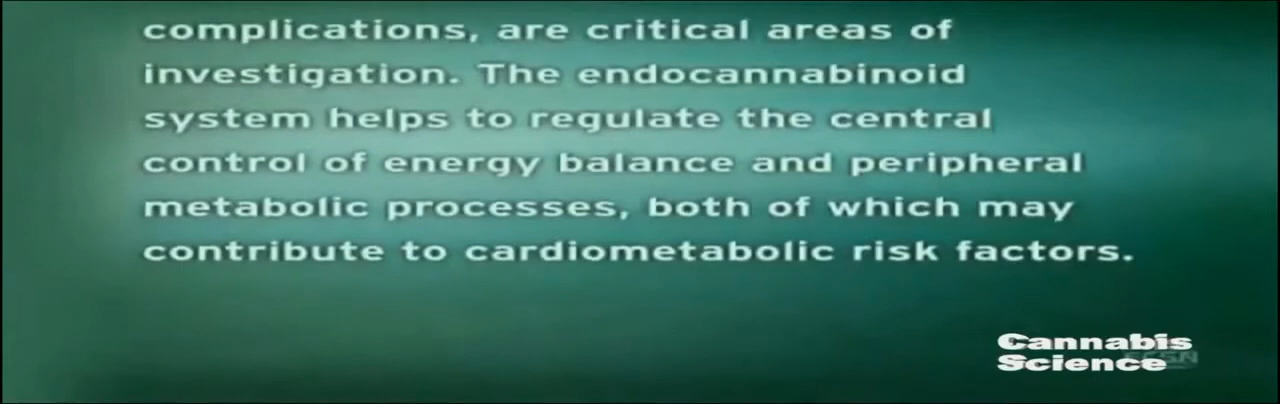 complications, are critical areas of
investigation. The endocannabinoid
system helps to regulate the central
control of energy balance and peripheral
metabolic processes, both of which may
contribute to cardiometabolic risk factors.
Cannabis
Science